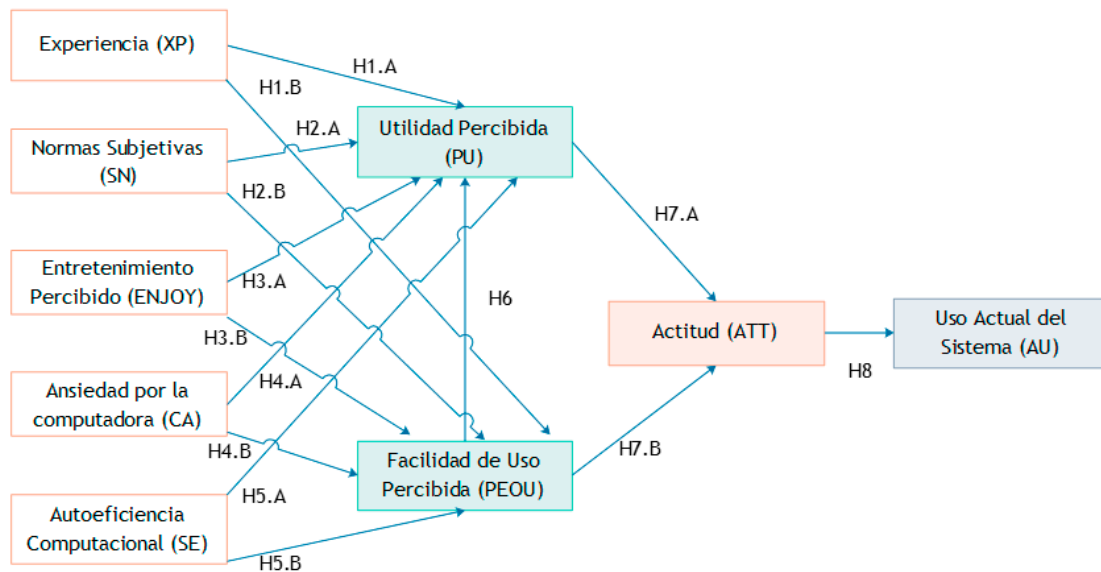 Experiencia (XP)
H1.A
H1.B
Utilidad Percibida
(PU)
Normas Subjetivas
(SN)
H2.A
H2.B
H7.A
Entretenimiento
Percibido (ENJOY)
H3.A
H3.B
H6
Actitud (ATT)
Uso Actual del
Sistema (AU)
H8
Ansiedad por la
computadora (CA)
H4.A
H4.B
Facilidad de Uso
Percibida (PEOU)
H7.B
Autoeficiencia
Computacional (SE)
H5.A
H5.B